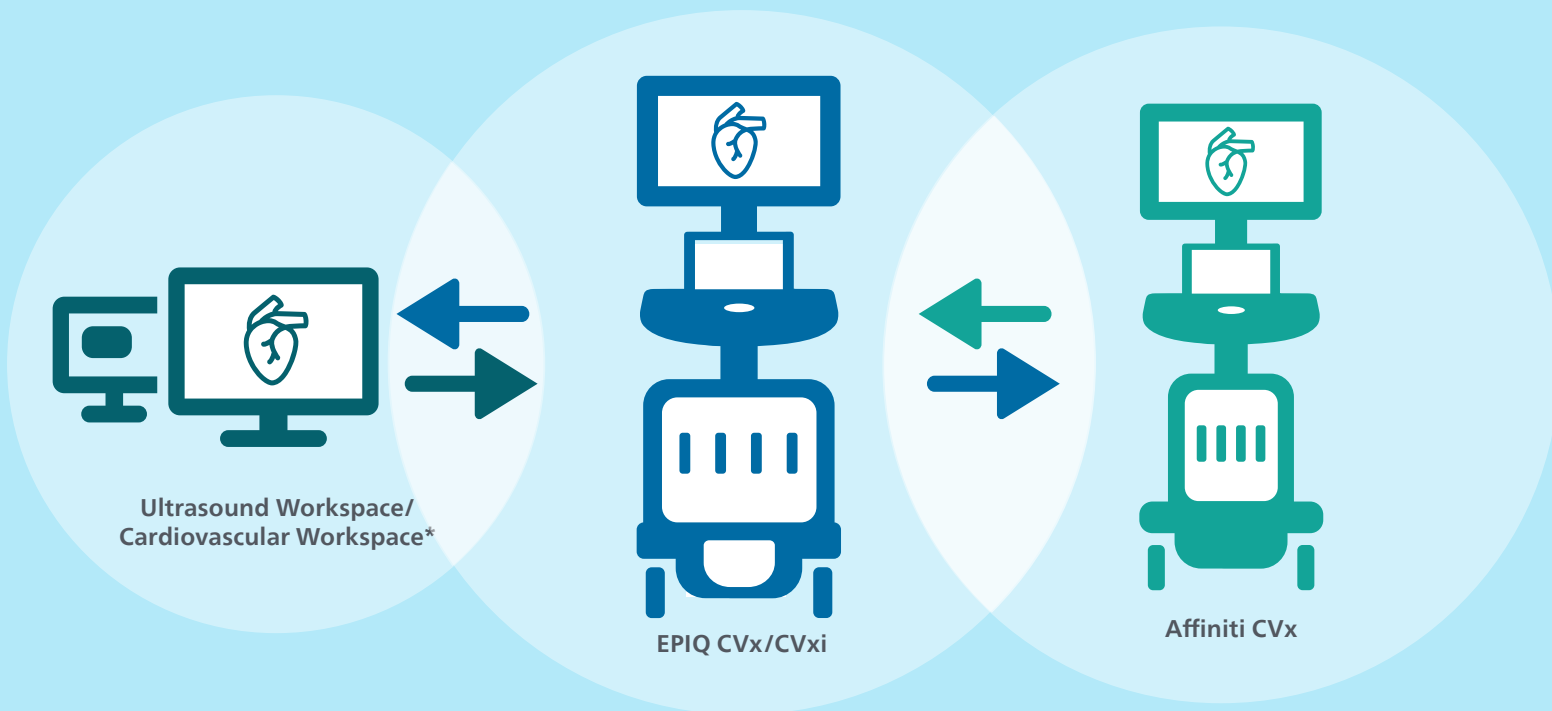 Ultrasound Workspace/
Cardiovascular Workspace*
EPIQ CVx/CVxi
Affiniti CVx